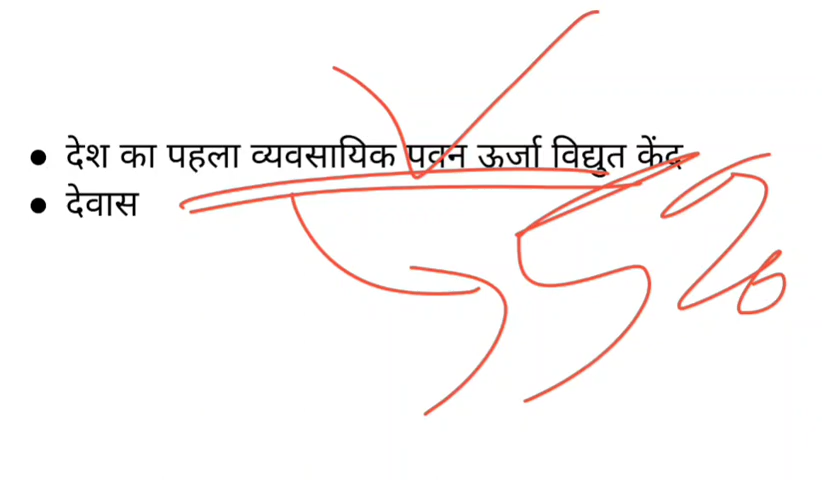 ● देश का पहला व्यवसायिक पवन ऊर्जा विद्युत केंद्र
● देवास